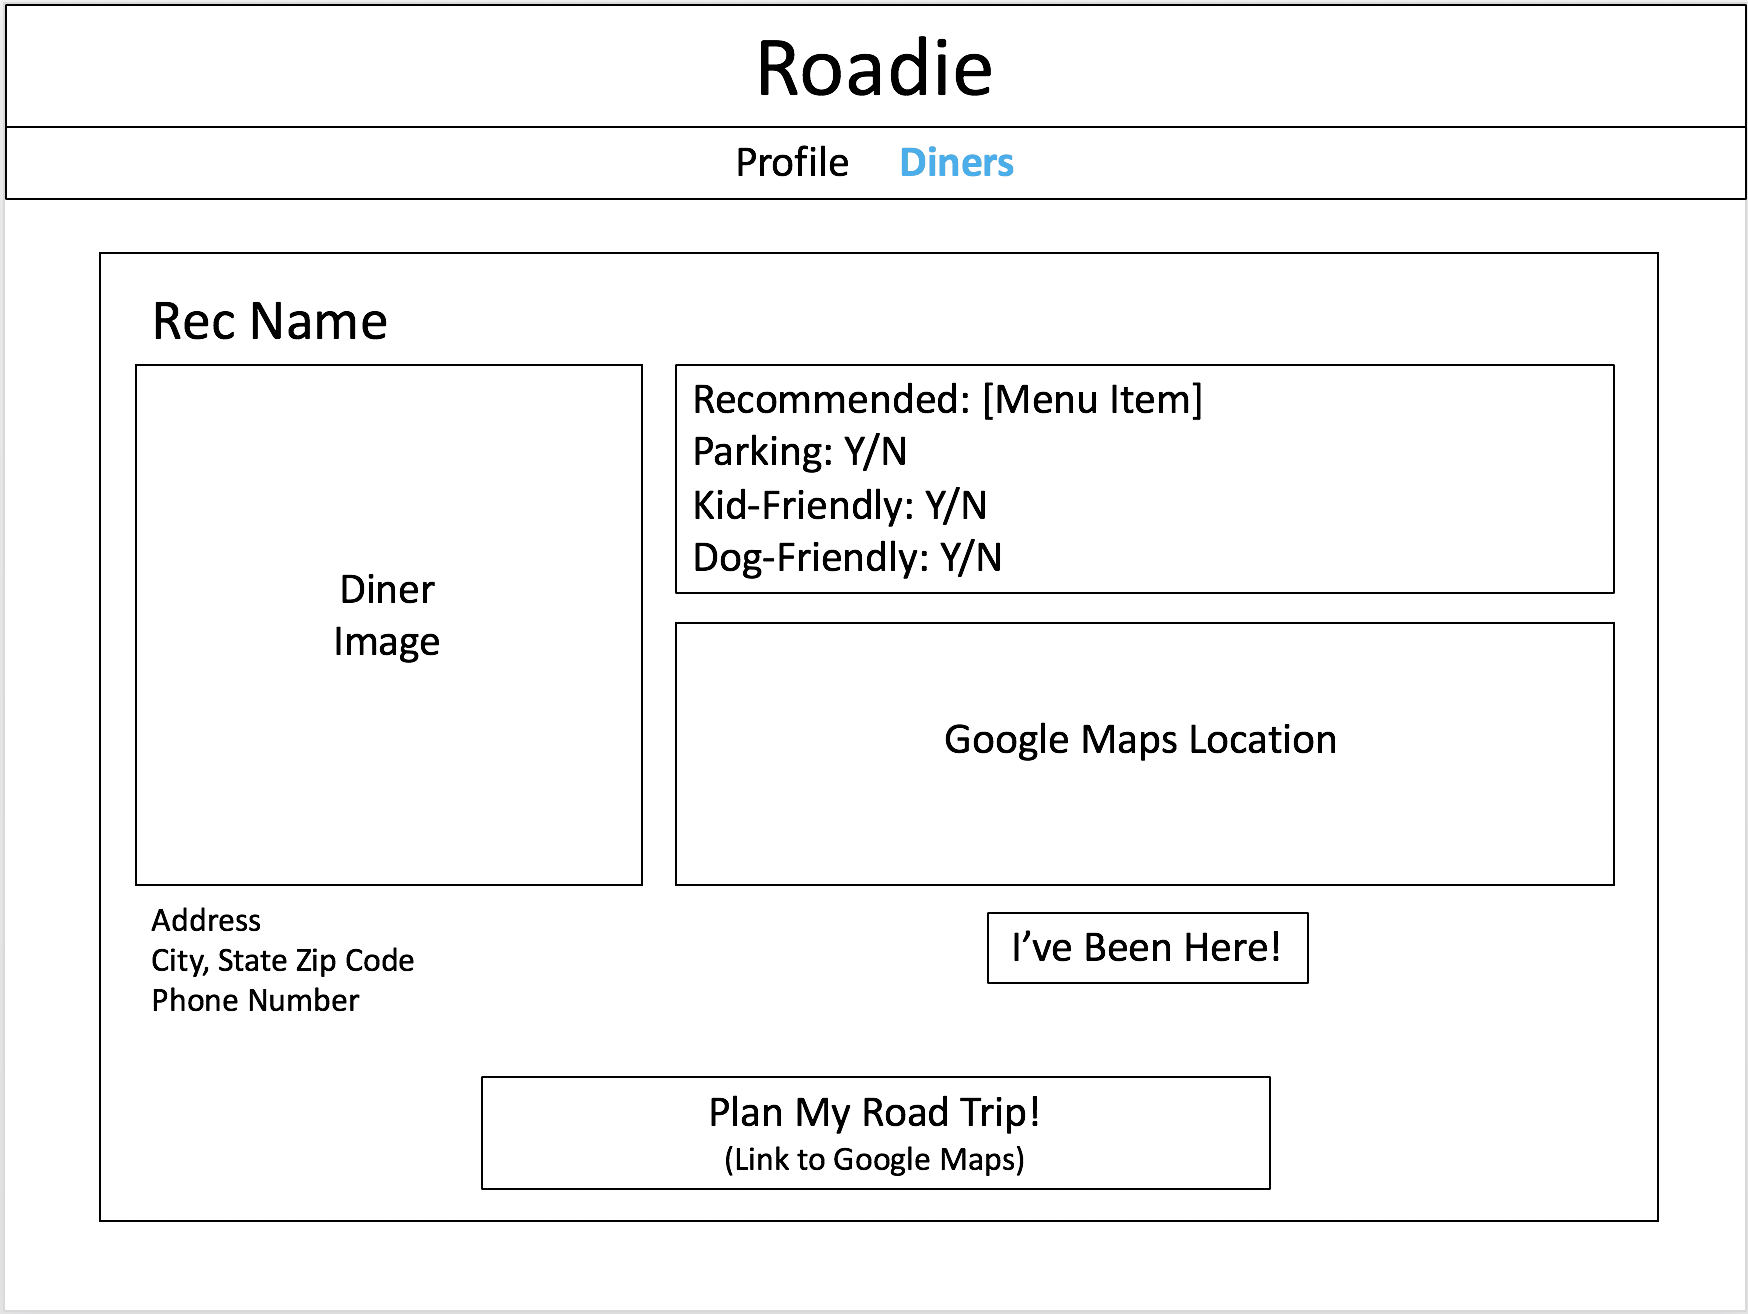 Roadie
Profile Diners
Rec Name
Diner
Image
Recommended: [Menu Item]
Parking: Y/N
Kid-Friendly: Y/N
Dog-Friendly: Y/N
Google Maps Location
Address
City, State Zip Code
Phone Number
I’ve Been Here!
Plan My Road Trip!
(Link to Google Maps)